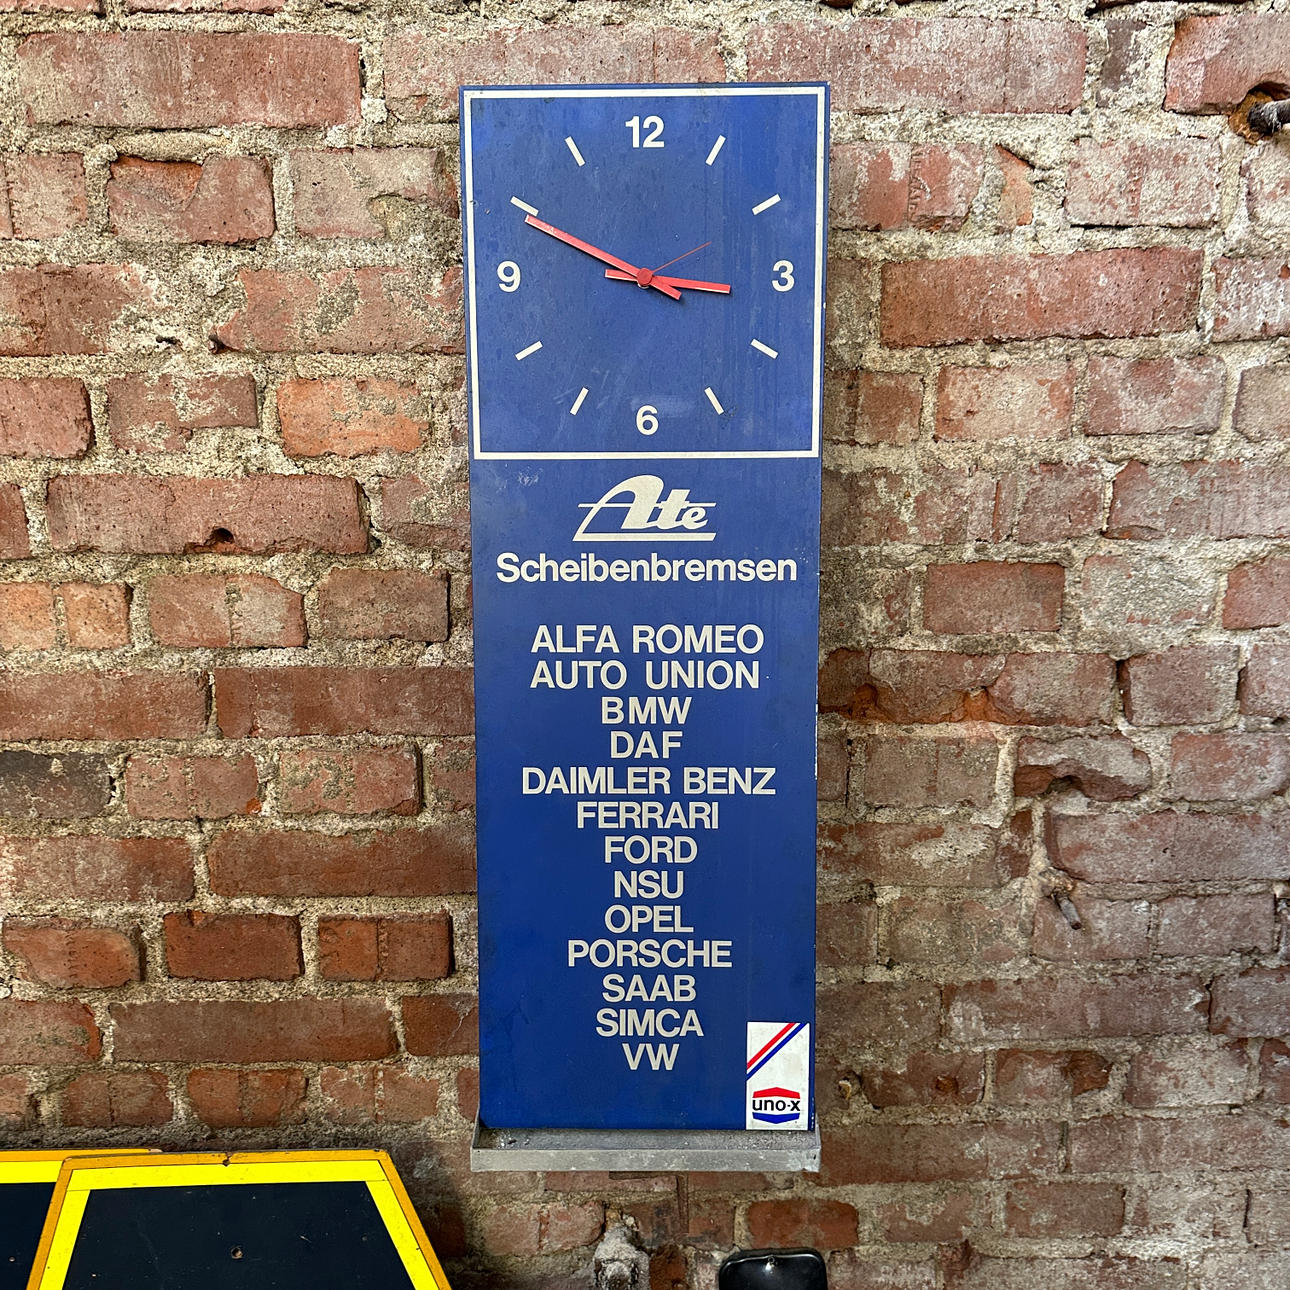 12
9 3
6
Ate
Scheibenbremsen
ALFA ROMEO
AUTO UNION
BMW
DAF
DAIMLER BENZ
FERRARI
FORD
NSU
OPEL
PORSCHE
SAAB
SIMCA
VW
uno-x